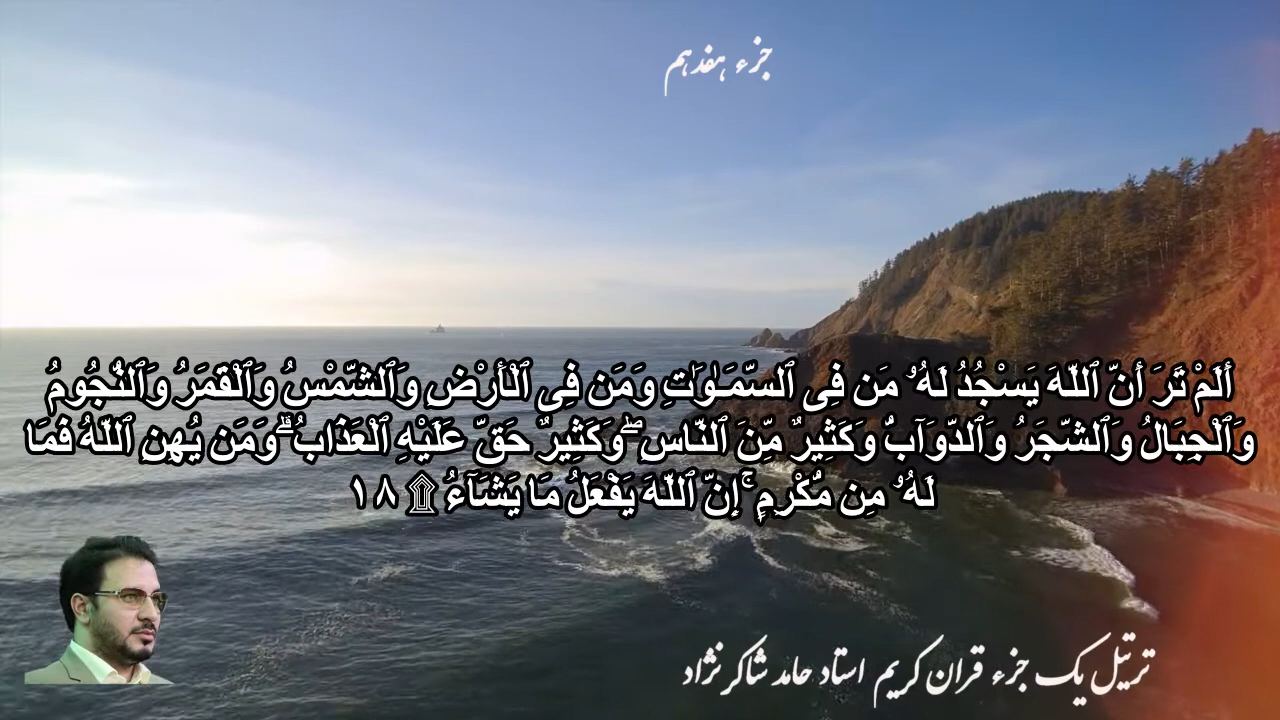 جزء هفدهم
أَلَمْ تَرَ أَنَّ ٱللَّهَ يَسْجُدُ لَهُۥ مَن فِى ٱلسَّمَـٰوَٰتِ وَمَن فِى ٱلْأَرْضِ وَٱلشَّمْسُ وَٱلْقَمَرُ وَٱلنُّجُومُ
وَٱلْجِبَالُ وَٱلشَّجَرُ وَٱلدَّوَآبُّ وَكَثِيرٌ مِّنَ ٱلنَّاسِ ۖ وَكَثِيرٌ حَقَّ عَلَيْهِ ٱلْعَذَابُ ۗ وَمَن يُهِنِ ٱللَّهُ فَمَا
لَهُۥ مِن مُّكْرِمٍ ۚ إِنَّ ٱللَّهَ يَفْعَلُ مَا يَشَآءُ ۩ ١٨
ترتیل یک جزء قران کریم استاد حامد شاکرنژاد